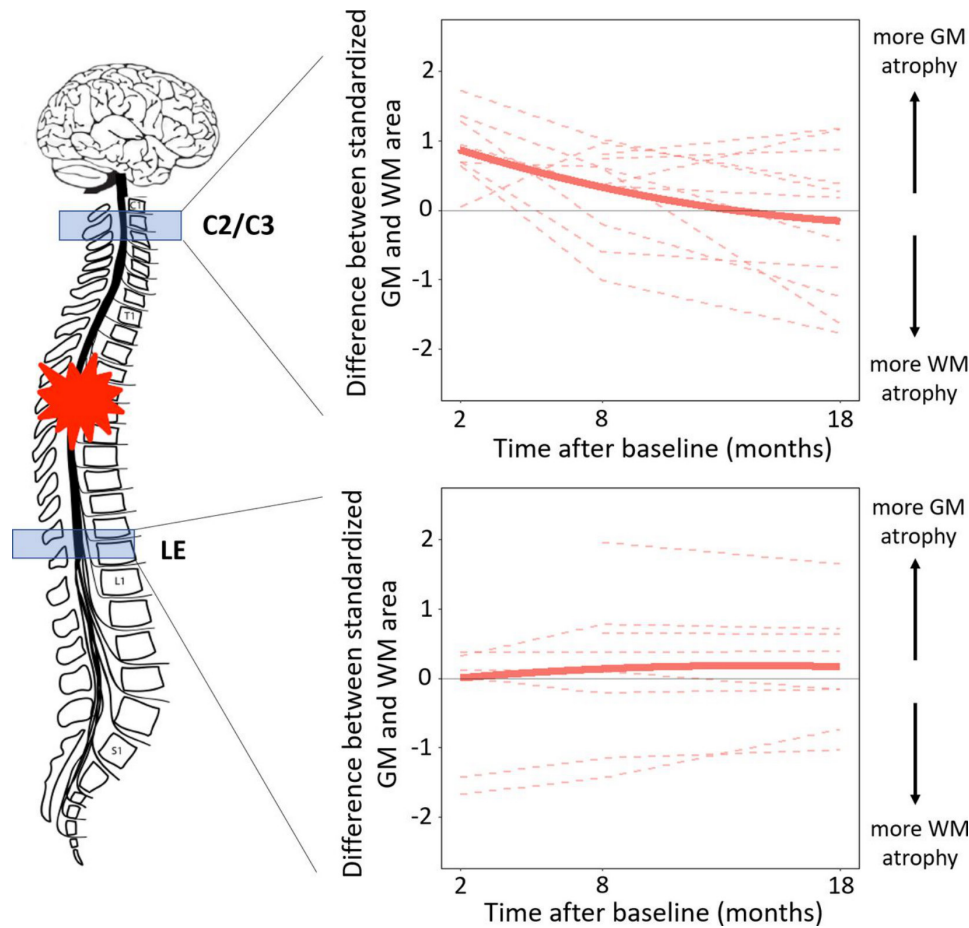 C2/C3
T1
LE
L1
S1
Difference between standardized
GM and WM area
2
1
0
-1
-2
2
8
18
Time after baseline (months)
more GM
atrophy
more WM
atrophy
Difference between standardized
GM and WM area
2
1
0
-1
-2
2
8
18
Time after baseline (months)
more GM
atrophy
more WM
atrophy